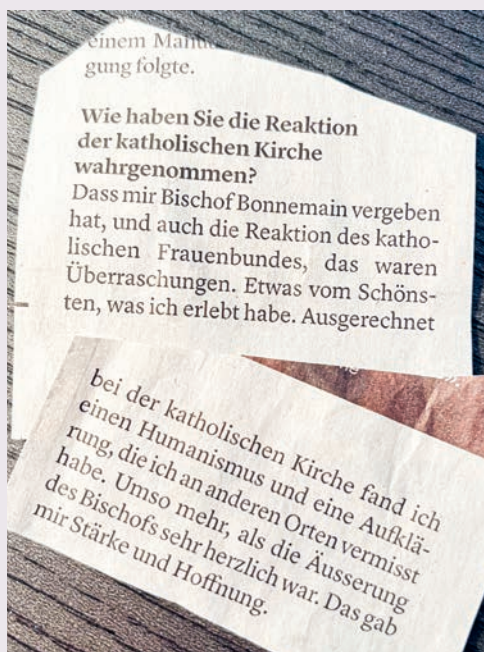 einem
gung folgte.
Wie haben Sie die Reaktion
der katholischen Kirche
wahrgenommen?
Dass mir Bischof Bonnemain vergeben
hat, und auch die Reaktion des katho-
lischen Frauenbundes, das waren
Überraschungen. Etwas vom Schöns-
ten, was ich erlebt habe. Ausgerechnet
bei der katholischen Kirche fand ich
einen Humanismus und eine Aufklä-
rung, die ich an anderen Orten vermisst
habe. Umso mehr, als die Äusserung
des Bischofs sehr herzlich war. Das gab
mir Stärke und Hoffnung.